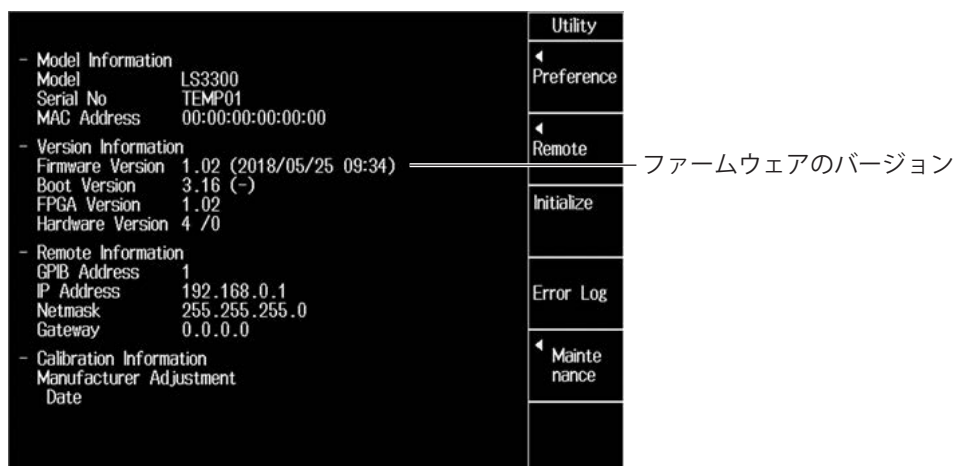 Utility
- Model Information
Model LS3300
Serial No TEMP01
MAC Address 00:00:00:00:00:00
- Version Information
Firmware Version 1.02 (2018/05/25 09:34)
Boot Version 3.16 (-)
FPGA Version 1.02
Hardware Version 4 /0
- Remote Information
GPIB Address 1
IP Address 192.168.0.1
Netmask 255.255.255.0
Gateway 0.0.0.0
- Calibration Information
Manufacturer Adjustment
Date
Preference
Remote
Initialize
Error Log
Mainte
nance
ファームウェアのバージョン